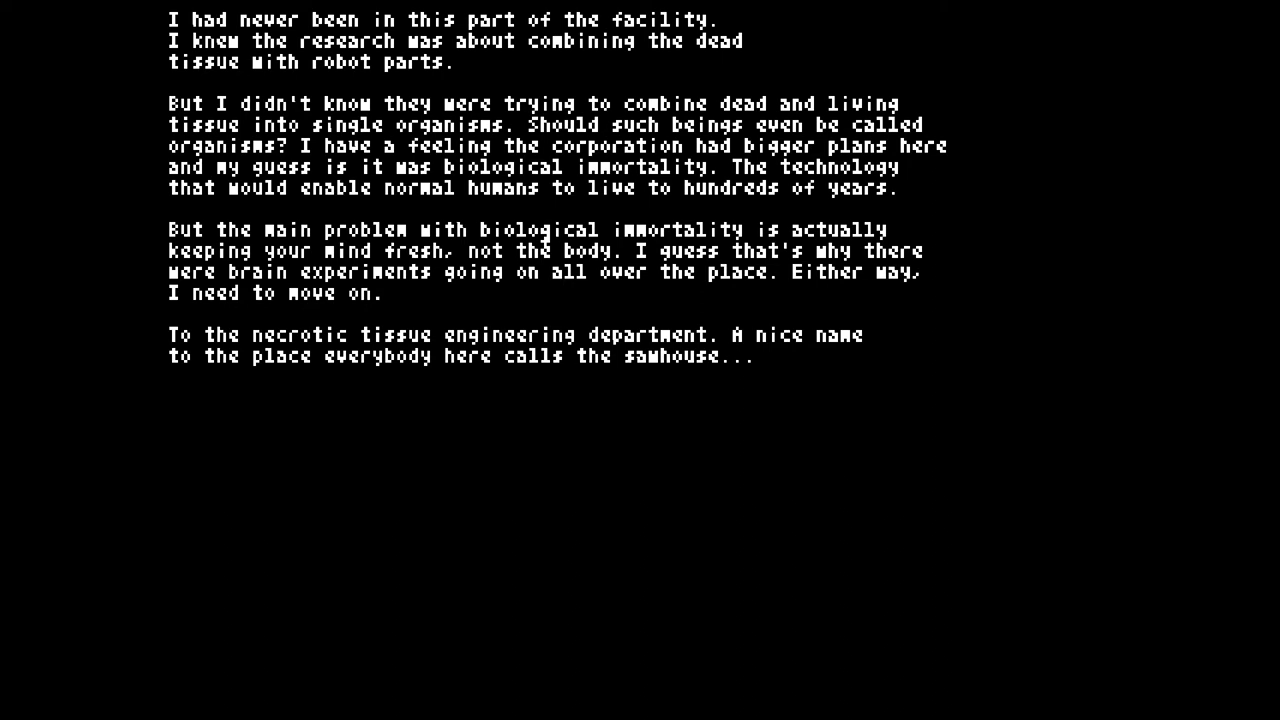 I had never been in this part of the facility.
I knew the research was about combining the dead
tissue with robot parts.
But I didn't know they were trying to combine dead and living
tissue into single organisms. Should such beings even be called
organisms? I have a feeling the corporation had bigger plans here
and my guess is it was biological immortality. The technology
that would enable normal humans to live to hundreds of years.
But the main problem with biological immortality is actually
keeping your mind fresh, not the body. I guess that's why there
were brain experiments going on all over the place. Either way,
I need to move on.
To the necrotic tissue engineering department. A nice name
to the place everybody here calls the sawhouse...